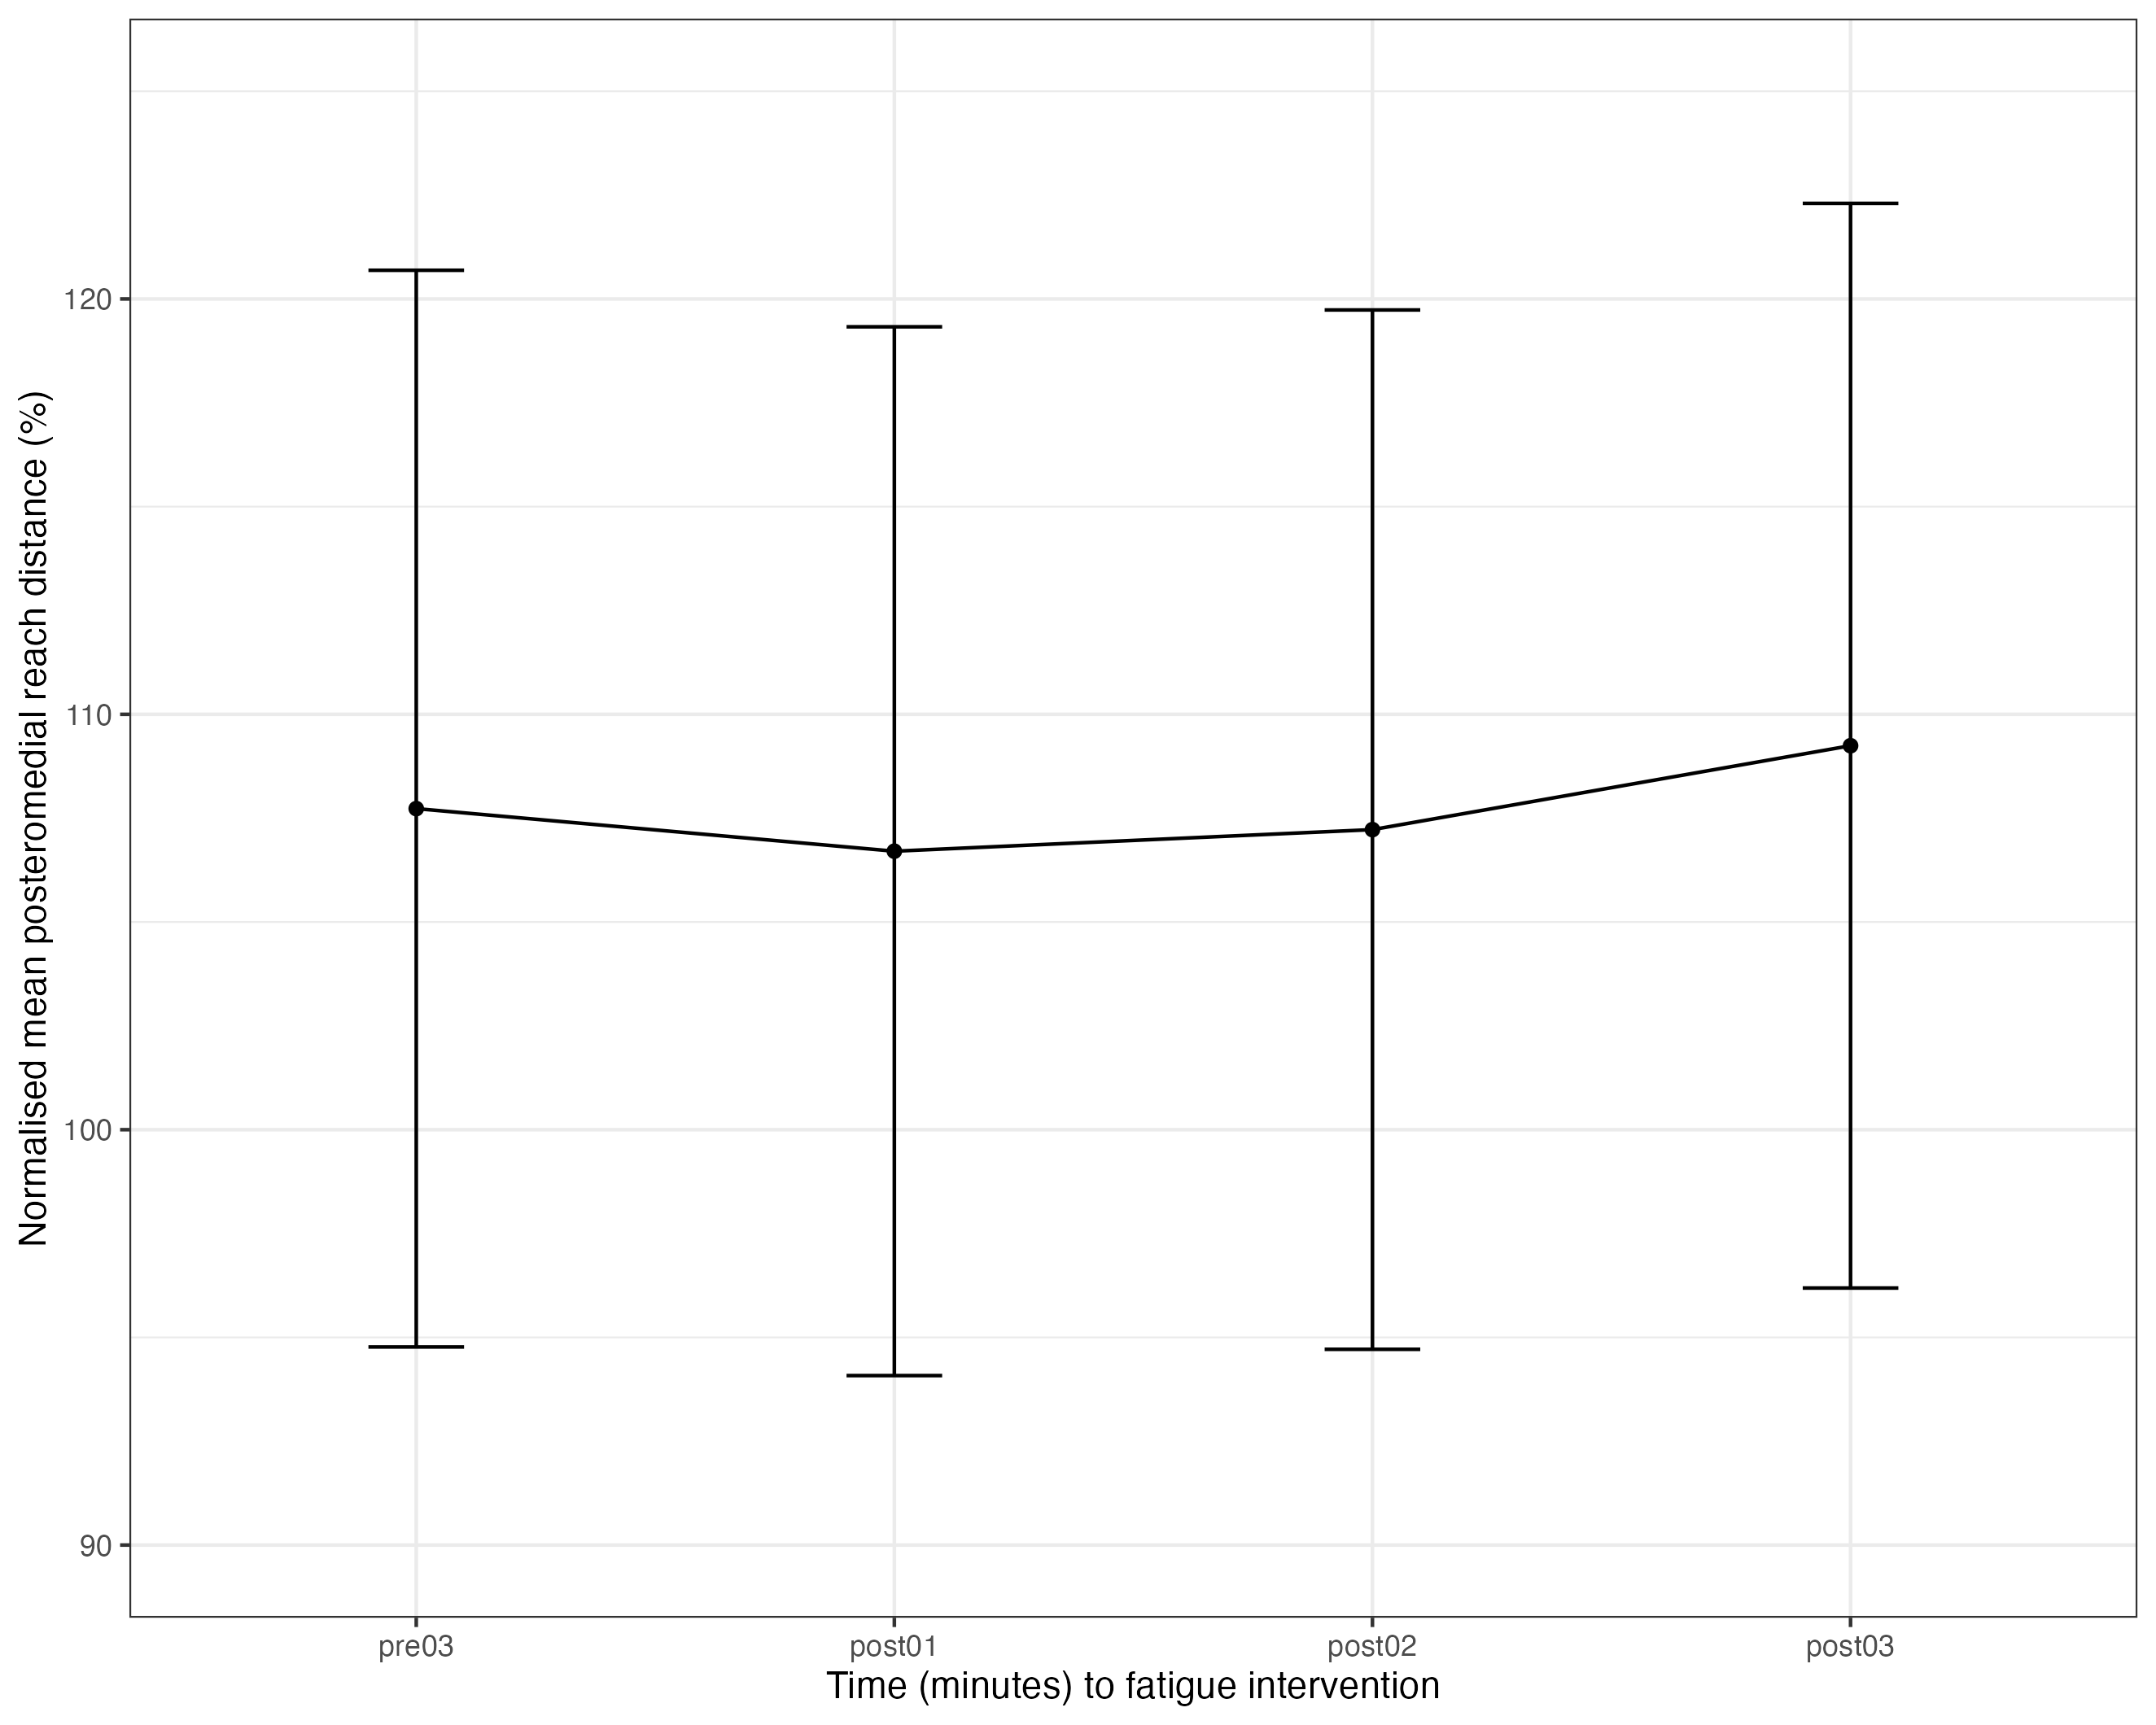 Normalised mean posteromedial reach distance (%)
120
110
100
90
pre03
post01
post02
post03
Time (minutes) to fatigue intervention